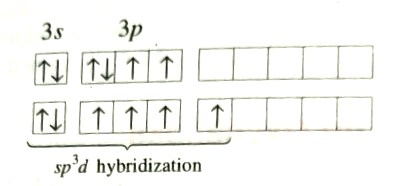 3s 3p
↑↓ ↑↓ ↑ ↑
↑↓ ↑ ↑ ↑ ↑
sp³d hybridization